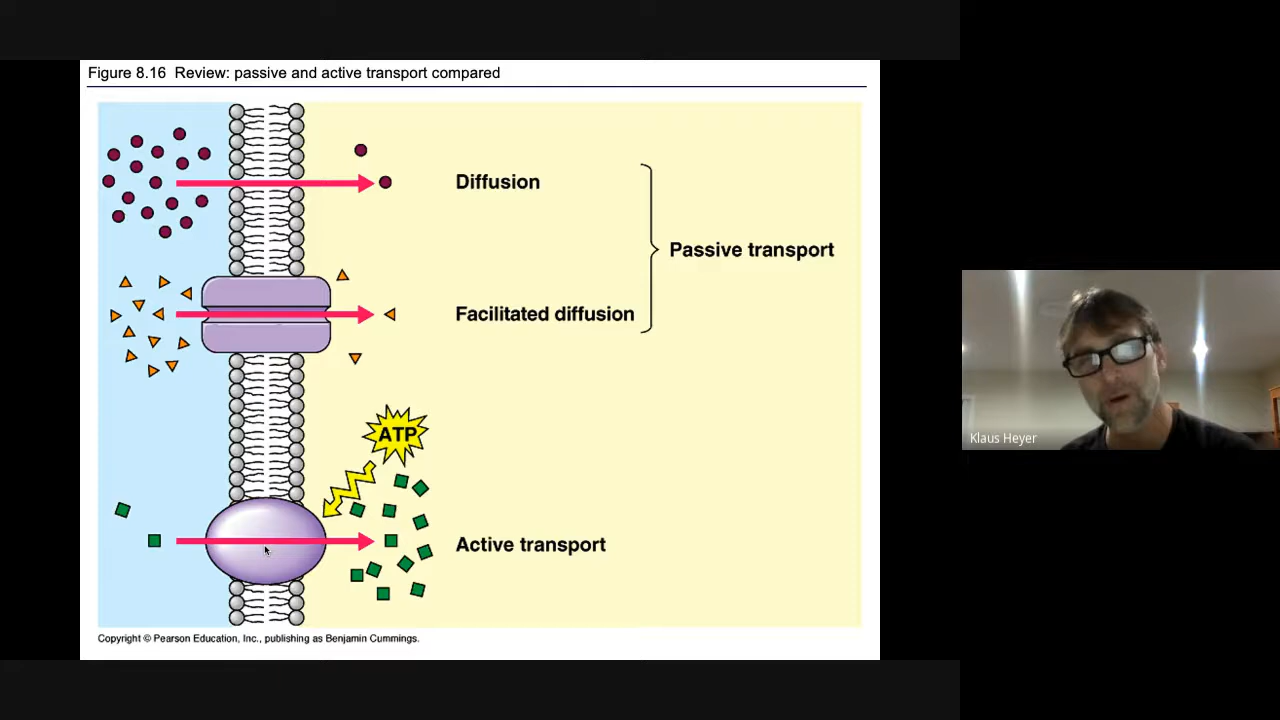 Figure 8.16 Review: passive and active transport compared
Diffusion
Passive transport
Facilitated diffusion
ATP
Active transport
Copyright © Pearson Education, Inc., publishing as Benjamin Cummings.
Klaus Heyer